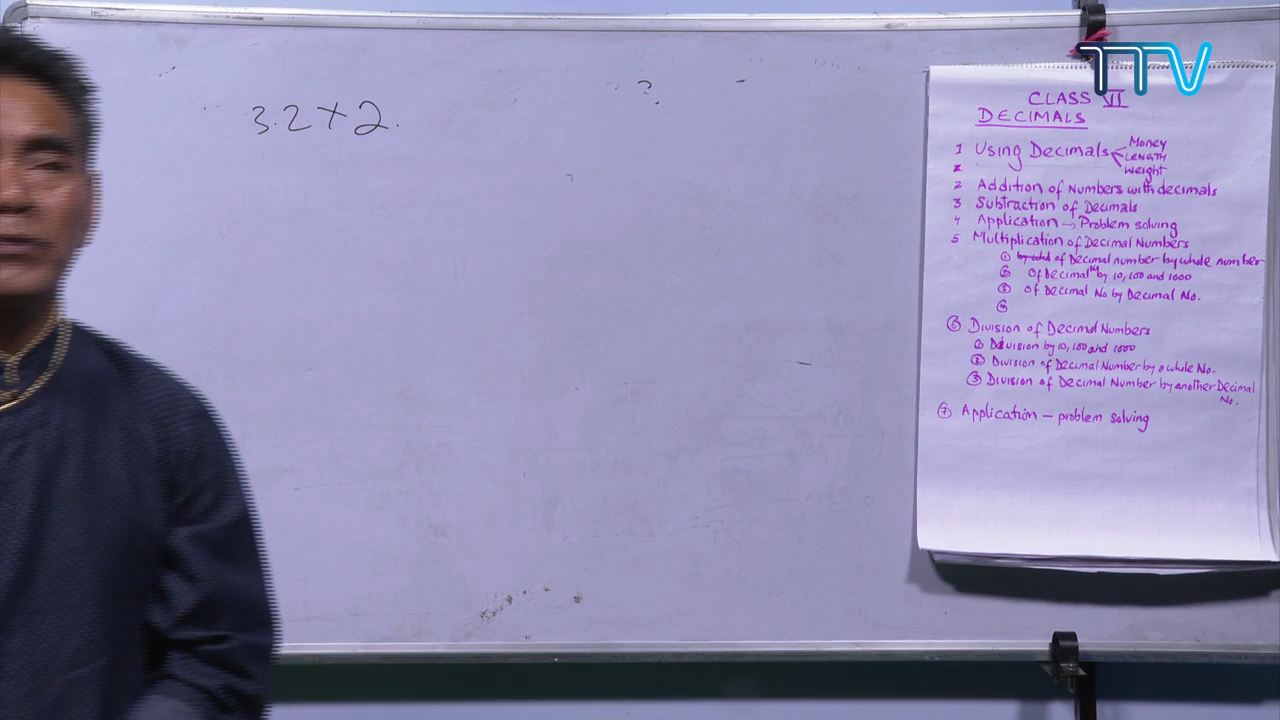 3.2 × 2.
TTV
CLASS VI
DECIMALS
1 Using Decimals
Money
LENGTH
Weight
2 Addition of Numbers with decimals
3 Subtraction of Decimals
4 Application → Problem solving
5 Multiplication of Decimal Numbers
① of Decimal number by whole number
② Of Decimal No by 10, 100 and 1000
③ of Decimal No by Decimal No.
④
⑥ Division of Decimal Numbers
① Division by 10, 100 and 1000
② Division of Decimal Number by a whole No.
③ Division of Decimal Number by another Decimal
No.
⑦ Application – problem solving